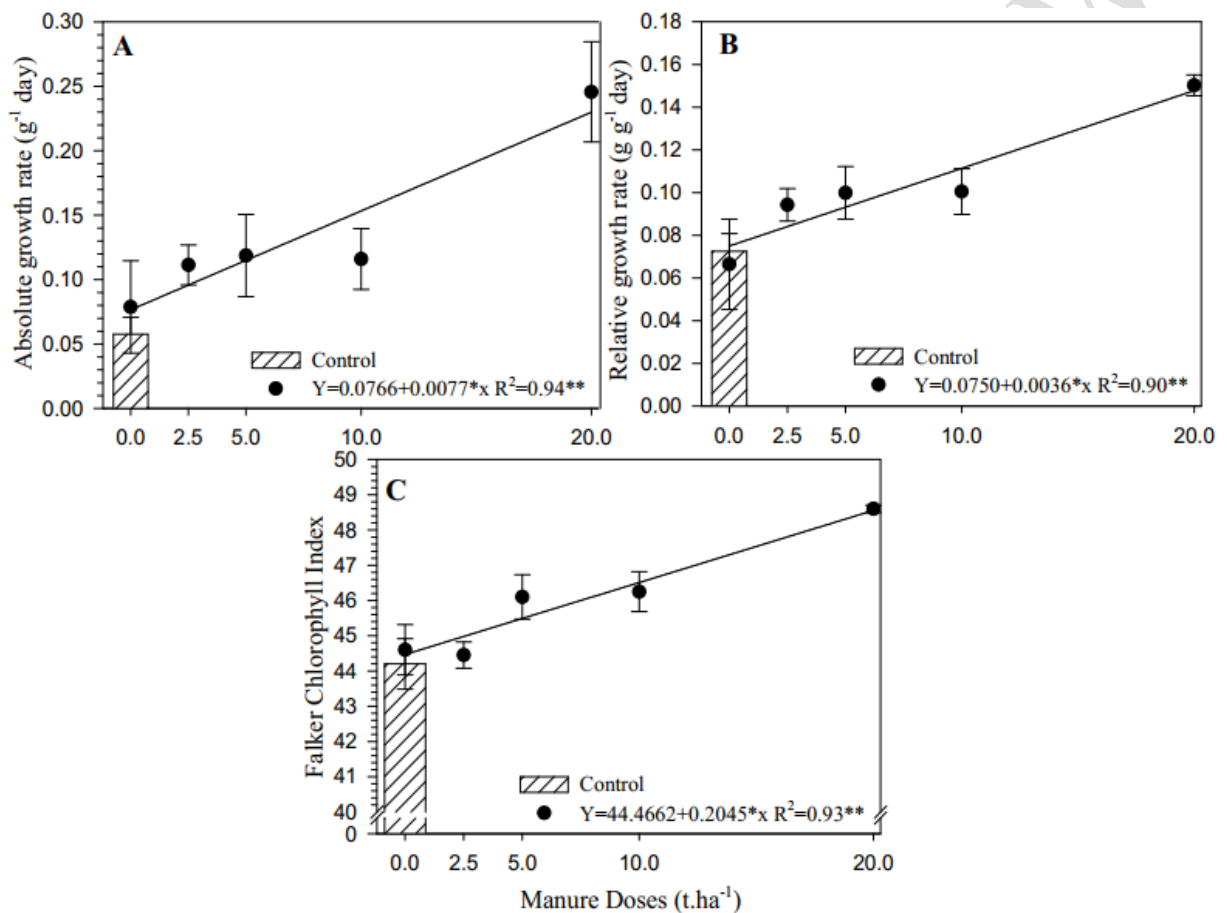 A
Absolute growth rate (g⁻¹ day)
0.30
0.25
0.20
0.15
0.10
0.05
0.00
Control
Y=0.0766+0.0077*x R²=0.94**
0.0 2.5 5.0 10.0 20.0
B
Relative growth rate (g g⁻¹ day)
0.18
0.16
0.14
0.12
0.10
0.08
0.06
0.04
0.02
0.00
Control
Y=0.0750+0.0036*x R²=0.90**
0.0 2.5 5.0 10.0 20.0
C
Falker Chlorophyll Index
50
49
48
47
46
45
44
43
42
41
40
0
Control
Y=44.4662+0.2045*x R²=0.93**
0.0 2.5 5.0 10.0 20.0
Manure Doses (t.ha⁻¹)